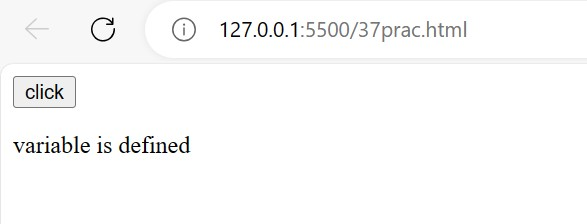 127.0.0.1:5500/37prac.html
click
variable is defined